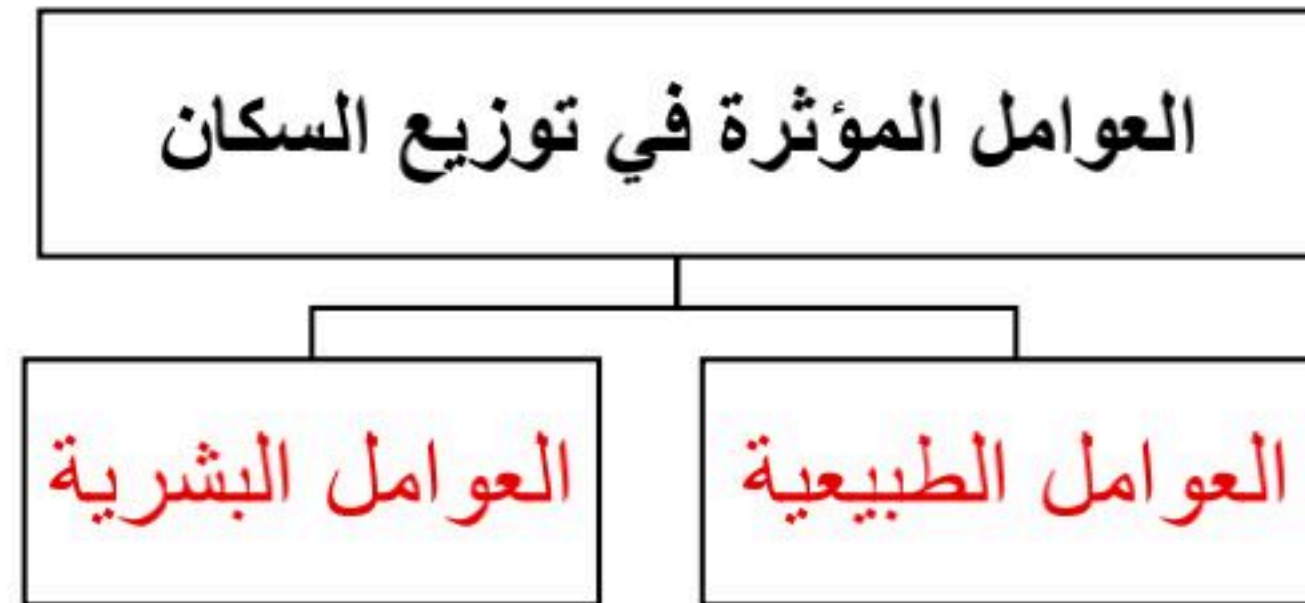 العوامل المؤثرة في توزيع السكان
العوامل الطبيعية
العوامل البشرية